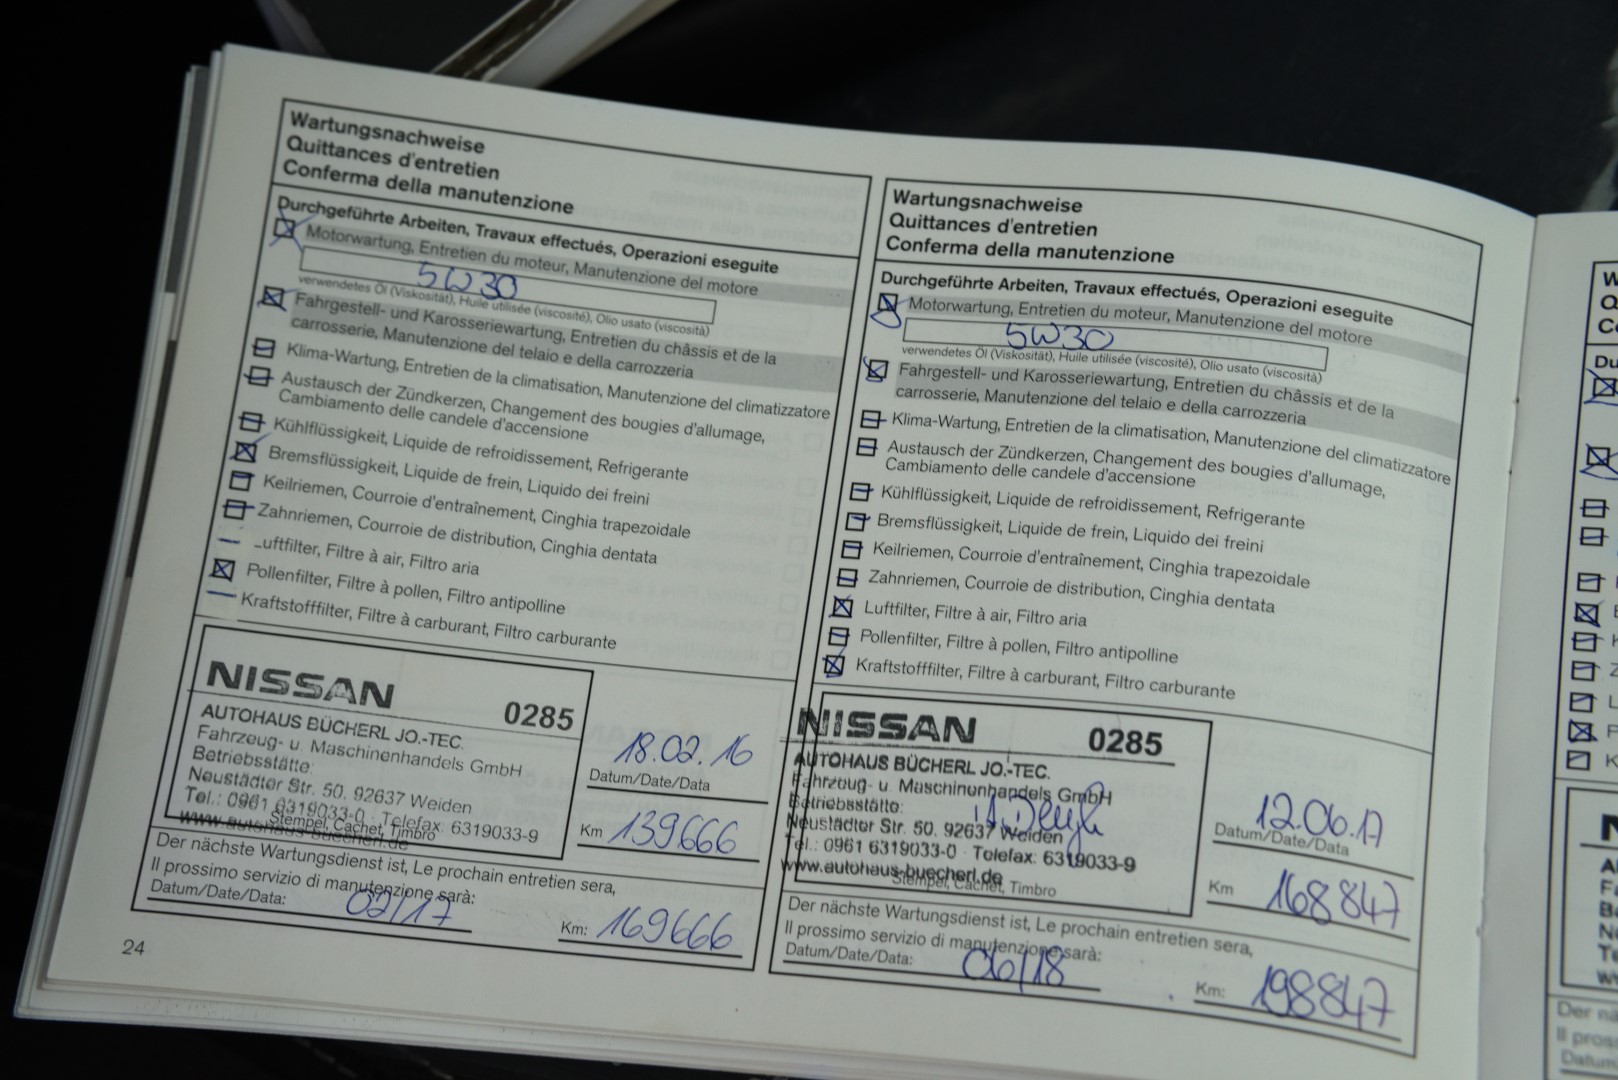 Wartungsnachweise
Quittances d'entretien
Conferma della manutenzione
Durchgeführte Arbeiten, Travaux effectués, Operazioni eseguite
Motorwartung, Entretien du moteur, Manutenzione del motore
5W30
verwendetes Öl (Viskosität), Huile utilisée (viscosité), Olio usato (viscosità)
Fahrgestell- und Karosseriewartung, Entretien du châssis et de la
carrosserie, Manutenzione del telaio e della carrozzeria
Klima-Wartung, Entretien de la climatisation, Manutenzione del climatizzatore
Austausch der Zündkerzen, Changement des bougies d'allumage,
Cambiamento delle candele d'accensione
Kühlflüssigkeit, Liquide de refroidissement, Refrigerante
Bremsflüssigkeit, Liquide de frein, Liquido dei freini
Keilriemen, Courroie d'entraînement, Cinghia trapezoidale
Zahnriemen, Courroie de distribution, Cinghia dentata
Luftfilter, Filtre à air, Filtro aria
Pollenfilter, Filtre à pollen, Filtro antipolline
Kraftstofffilter, Filtre à carburant, Filtro carburante
NISSAN 0285
AUTOHAUS BÜCHERL JO.-TEC.
Fahrzeug- u. Maschinenhandels GmbH
Betriebsstätte:
Neustädter Str. 50, 92637 Weiden
Tel.: 0961 6319033-0 Telefax: 6319033-9
www.autohaus-buecherl.de
Stempel, Cachet, Timbro
18.02.16
Datum/Date/Data
Km 139666
Der nächste Wartungsdienst ist, Le prochain entretien sera,
Il prossimo servizio di manutenzione sarà:
Datum/Date/Data: 02/17 Km: 169666
24
Wartungsnachweise
Quittances d'entretien
Conferma della manutenzione
Durchgeführte Arbeiten, Travaux effectués, Operazioni eseguite
Motorwartung, Entretien du moteur, Manutenzione del motore
5W30
verwendetes Öl (Viskosität), Huile utilisée (viscosité), Olio usato (viscosità)
Fahrgestell- und Karosseriewartung, Entretien du châssis et de la
carrosserie, Manutenzione del telaio e della carrozzeria
Klima-Wartung, Entretien de la climatisation, Manutenzione del climatizzatore
Austausch der Zündkerzen, Changement des bougies d'allumage,
Cambiamento delle candele d'accensione
Kühlflüssigkeit, Liquide de refroidissement, Refrigerante
Bremsflüssigkeit, Liquide de frein, Liquido dei freini
Keilriemen, Courroie d'entraînement, Cinghia trapezoidale
Zahnriemen, Courroie de distribution, Cinghia dentata
Luftfilter, Filtre à air, Filtro aria
Pollenfilter, Filtre à pollen, Filtro antipolline
Kraftstofffilter, Filtre à carburant, Filtro carburante
NISSAN 0285
AUTOHAUS BÜCHERL JO.-TEC.
Fahrzeug- u. Maschinenhandels GmbH
Betriebsstätte:
Neustädter Str. 50, 92637 Weiden
Tel.: 0961 6319033-0 Telefax: 6319033-9
www.autohaus-buecherl.de
Stempel, Cachet, Timbro
12.06.17
Datum/Date/Data
Km 168847
Der nächste Wartungsdienst ist, Le prochain entretien sera,
Il prossimo servizio di manutenzione sarà:
Datum/Date/Data: 06/18 Km: 198847